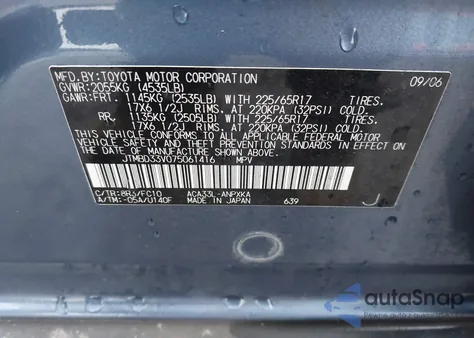 MFD.BY:TOYOTA MOTOR CORPORATION 09/06
GVWR:2055KG (4535LB)
GAWR:FRT. 1145KG (2535LB) WITH 225/65R17 TIRES.
17X6 1/2J RIMS. AT 220KPA (32PSI) COLD.
RR. 1135KG (2505LB) WITH 225/65R17 TIRES.
17X6 1/2J RIMS. AT 220KPA (32PSI) COLD.
THIS VEHICLE CONFORMS TO ALL APPLICABLE FEDERAL MOTOR
VEHICLE SAFETY, BUMPER, AND THEFT PREVENTION STANDARDS
IN EFFECT ON THE DATE OF MANUFACTURE SHOWN ABOVE.
JTMBD33V075061416 MPV
C/TR:8R3/FC10 ACA33L-ANPXKA
A/TM:-05A/U140F MADE IN JAPAN 639 J
autoSnap